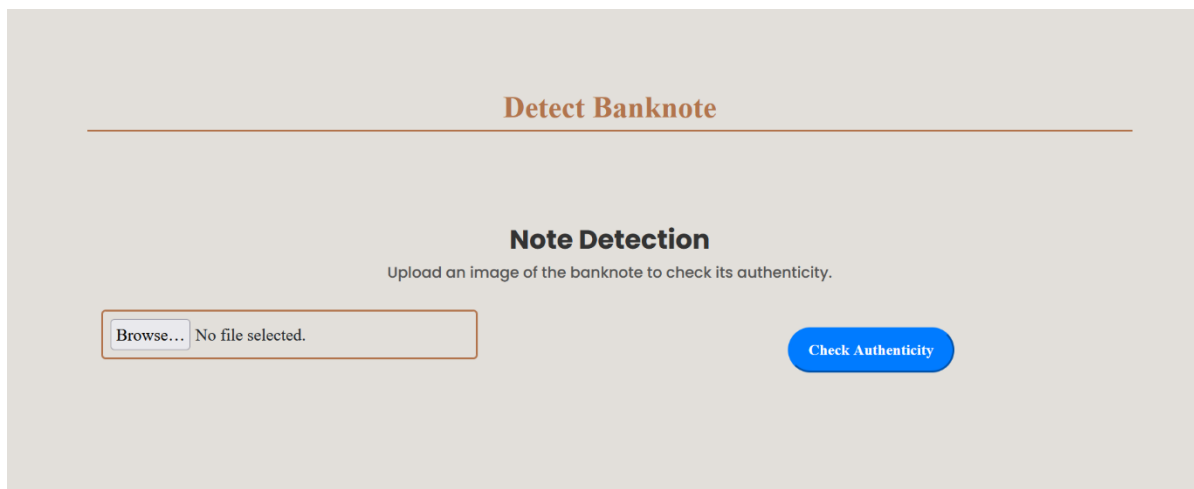 Detect Banknote
Note Detection
Upload an image of the banknote to check its authenticity.
Browse... No file selected.
Check Authenticity